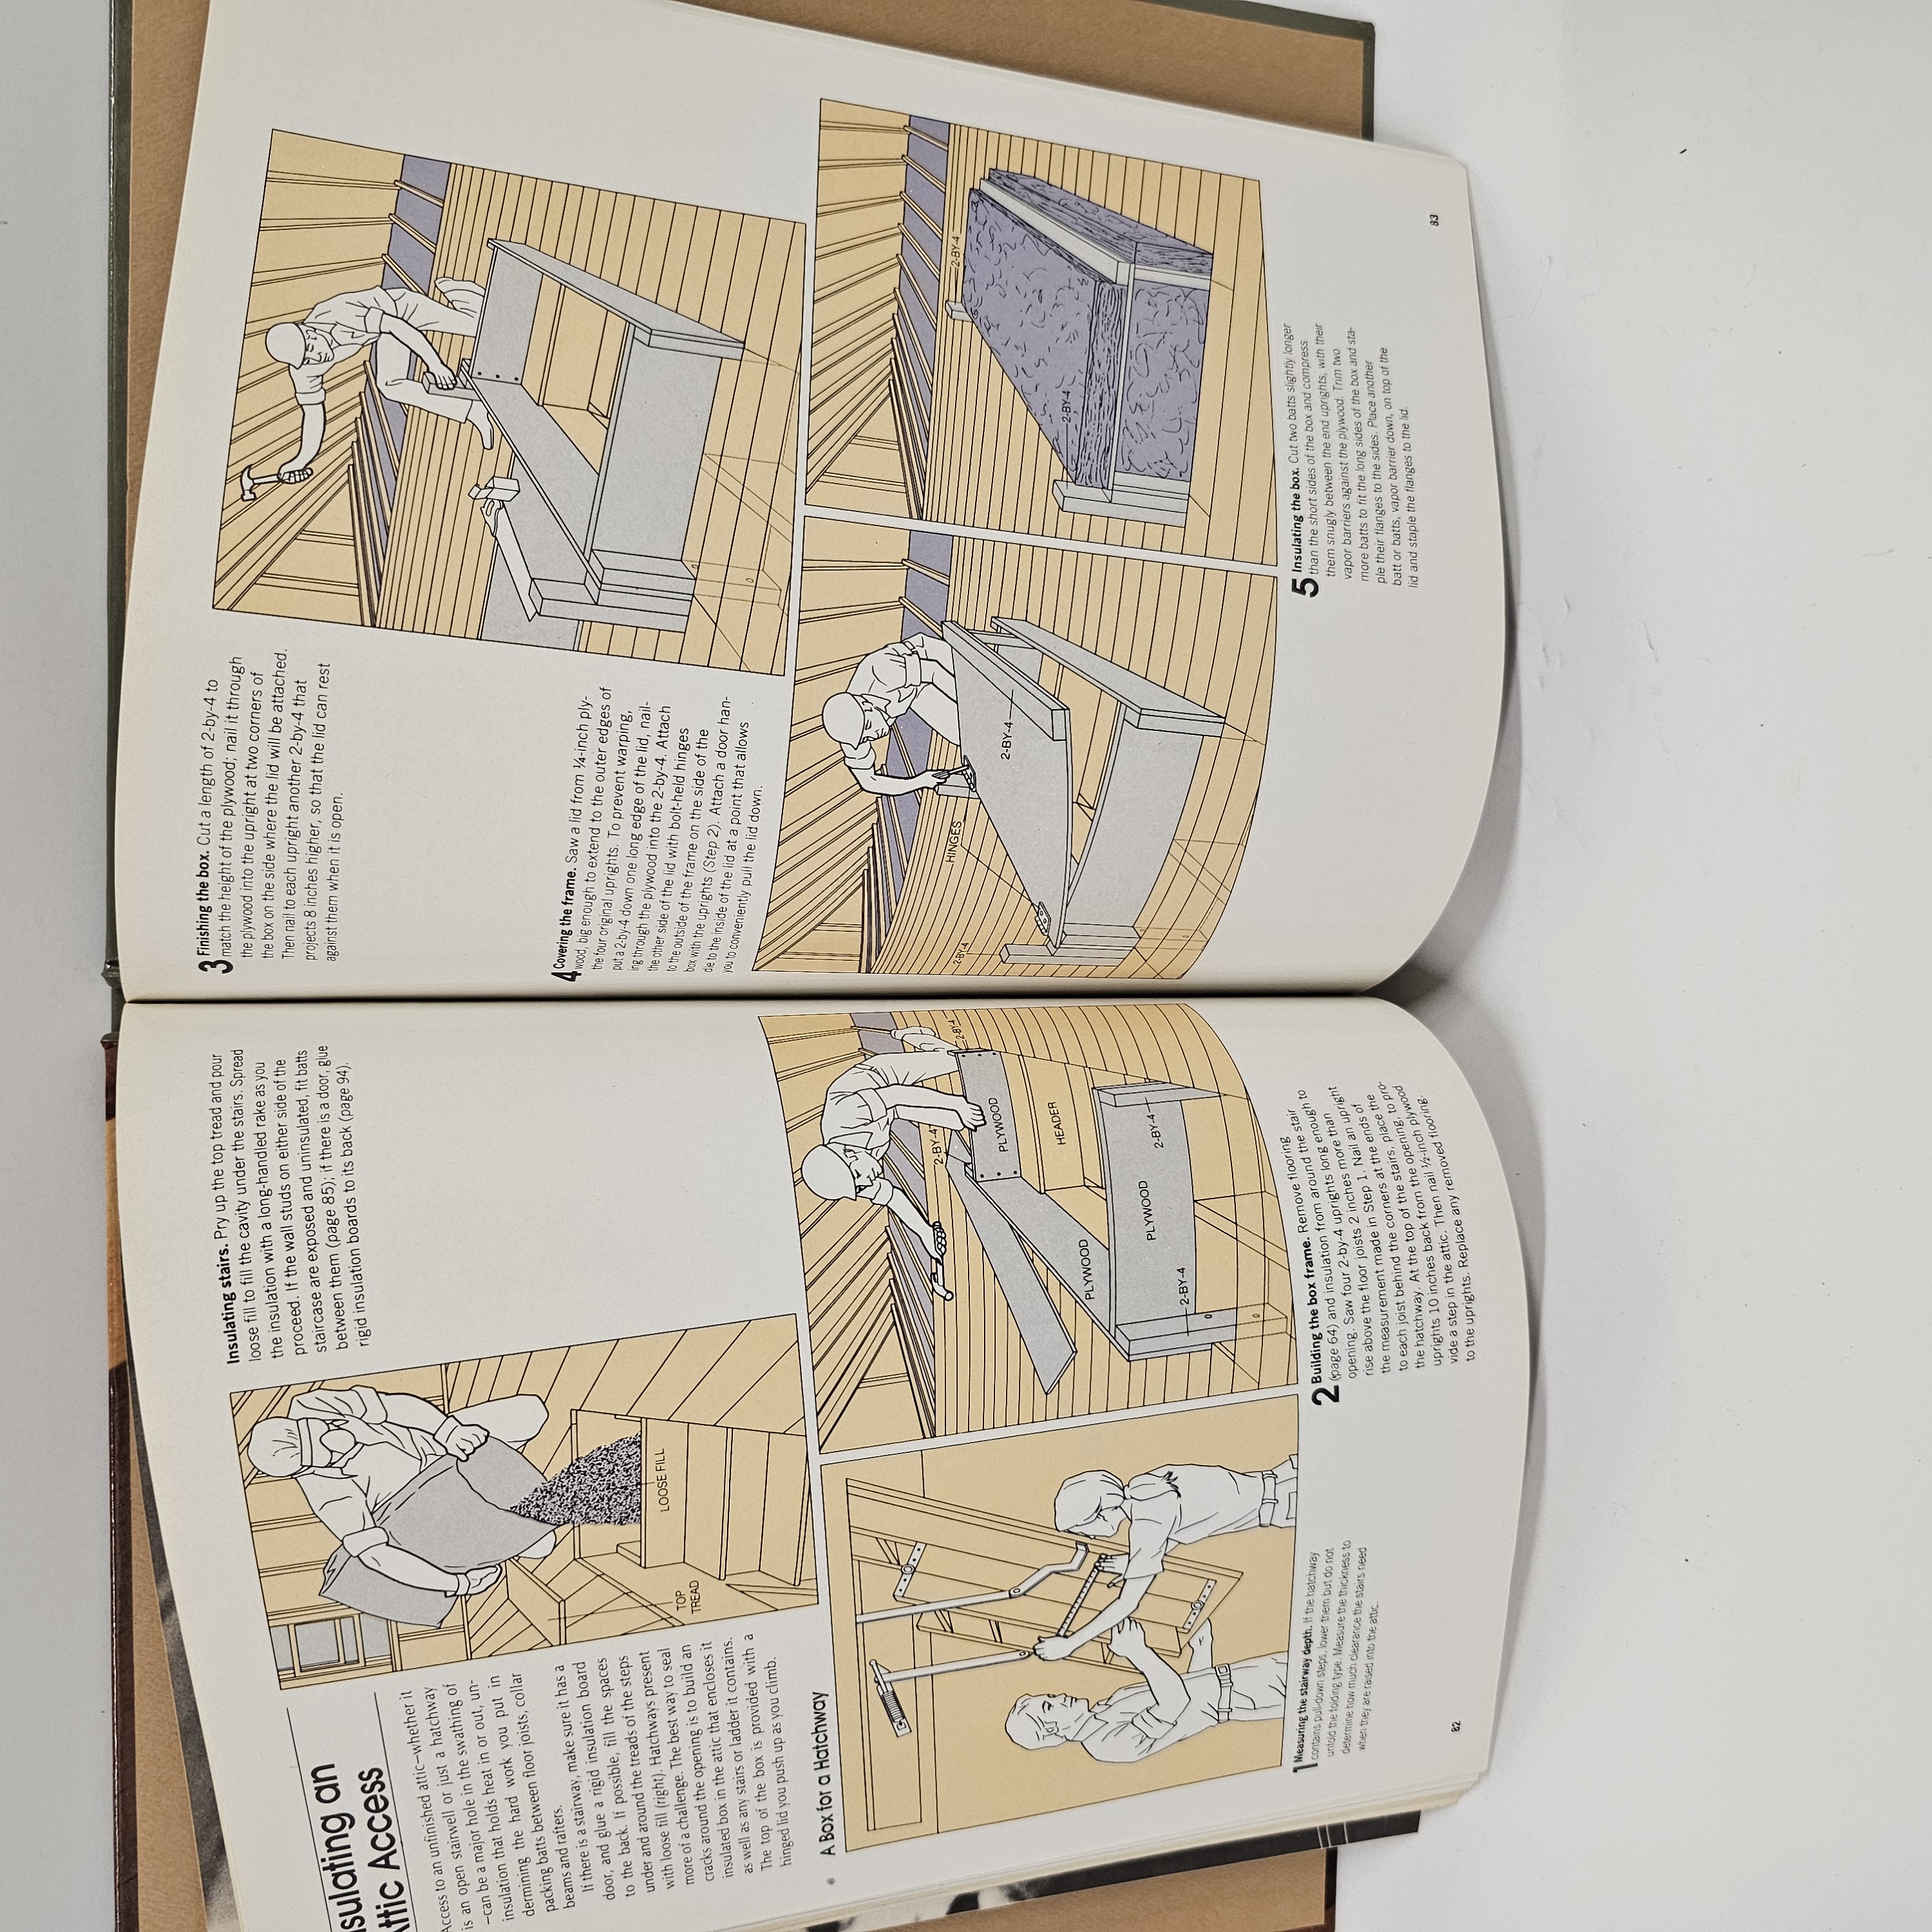 sulating an
ttic Access
Access to an unfinished attic—whether it
is an open stairwell or just a hatchway
—can be a major hole in the swathing of
insulation that holds heat in or out, un-
dermining the hard work you put in
packing batts between floor joists, collar
beams and rafters.
If there is a stairway, make sure it has a
door, and glue a rigid insulation board
to the back. If possible, fill the spaces
under and around the treads of the steps
with loose fill (right). Hatchways present
more of a challenge. The best way to seal
cracks around the opening is to build an
insulated box in the attic that encloses it
as well as any stairs or ladder it contains.
The top of the box is provided with a
hinged lid you push up as you climb.
TOP
TREAD
LOOSE FILL
Insulating stairs. Pry up the top tread and pour
loose fill to fill the cavity under the stairs. Spread
the insulation with a long-handled rake as you
proceed. If the wall studs on either side of the
staircase are exposed and uninsulated, fit batts
between them (page 85); if there is a door, glue
rigid insulation boards to its back (page 94).
A Box for a Hatchway
1 Measuring the stairway depth. If the hatchway
contains pull-down steps, lower them but do not
unfold the folding type. Measure the thickness to
determine how much clearance the stairs need
when they are raised into the attic.
2-BY-4
2-BY-4
PLYWOOD
HEADER
PLYWOOD
PLYWOOD
2-BY-4
2-BY-4
2 Building the box frame. Remove flooring
(page 64) and insulation from around the stair
opening. Saw four 2-by-4 uprights long enough to
rise above the floor joists 2 inches more than
the measurement made in Step 1. Nail an upright
to each joist behind the corners at the ends of
the hatchway. At the top of the stairs, place the
uprights 10 inches back from the opening, to pro-
vide a step in the attic. Then nail ½-inch plywood
to the uprights. Replace any removed flooring.
82
3 Finishing the box. Cut a length of 2-by-4 to
match the height of the plywood; nail it through
the plywood into the upright at two corners of
the box on the side where the lid will be attached.
Then nail to each upright another 2-by-4 that
projects 8 inches higher, so that the lid can rest
against them when it is open.
4 Covering the frame. Saw a lid from ¼-inch ply-
wood, big enough to extend to the outer edges of
the four original uprights. To prevent warping,
put a 2-by-4 down one long edge of the lid, nail-
ing through the plywood into the 2-by-4. Attach
the other side of the lid with bolt-held hinges
to the outside of the frame on the side of the
box with the uprights (Step 2). Attach a door han-
dle to the inside of the lid at a point that allows
you to conveniently pull the lid down.
2-BY-4
HINGES
2-BY-4
2-BY-4
2-BY-4
5 Insulating the box. Cut two batts slightly longer
than the short sides of the box and compress
them snugly between the end uprights, with their
vapor barriers against the plywood. Trim two
more batts to fit the long sides of the box and sta-
ple their flanges to the sides. Place another
batt or batts, vapor barrier down, on top of the
lid and staple the flanges to the lid.
83